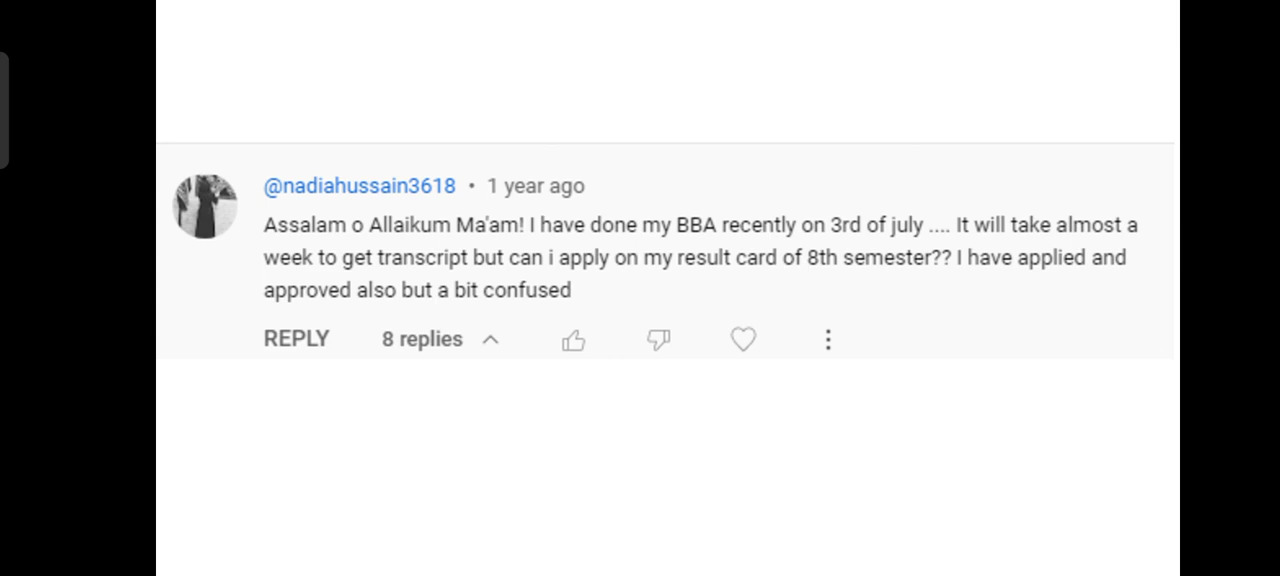 @nadiahussain3618 • 1 year ago
Assalam o Allaikum Ma'am! I have done my BBA recently on 3rd of july .... It will take almost a
week to get transcript but can i apply on my result card of 8th semester?? I have applied and
approved also but a bit confused
REPLY 8 replies